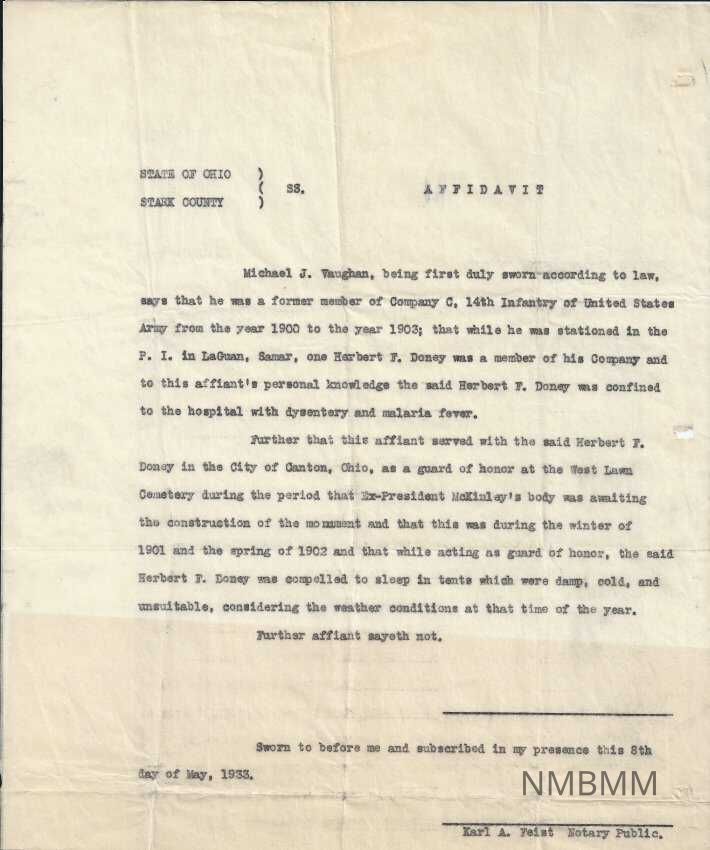 STATE OF OHIO )
( SS. AFFIDAVIT
STARK COUNTY )
Michael J. Vaughan, being first duly sworn according to law,
says that he was a former member of Company C, 14th Infantry of United States
Army from the year 1900 to the year 1903; that while he was stationed in the
P. I. in LaGuan, Samar, one Herbert F. Doney was a member of his Company and
to this affiant's personal knowledge the said Herbert F. Doney was confined
to the hospital with dysentery and malaria fever.
Further that this affiant served with the said Herbert F.
Doney in the City of Canton, Ohio, as a guard of honor at the West Lawn
Cemetery during the period that Ex-President McKinley's body was awaiting
the construction of the monument and that this was during the winter of
1901 and the spring of 1902 and that while acting as guard of honor, the said
Herbert F. Doney was compelled to sleep in tents which were damp, cold, and
unsuitable, considering the weather conditions at that time of the year.
Further affiant sayeth not.
Sworn to before me and subscribed in my presence this 8th
day of May, 1933.
NMBMM
Karl A. Feist Notary Public.